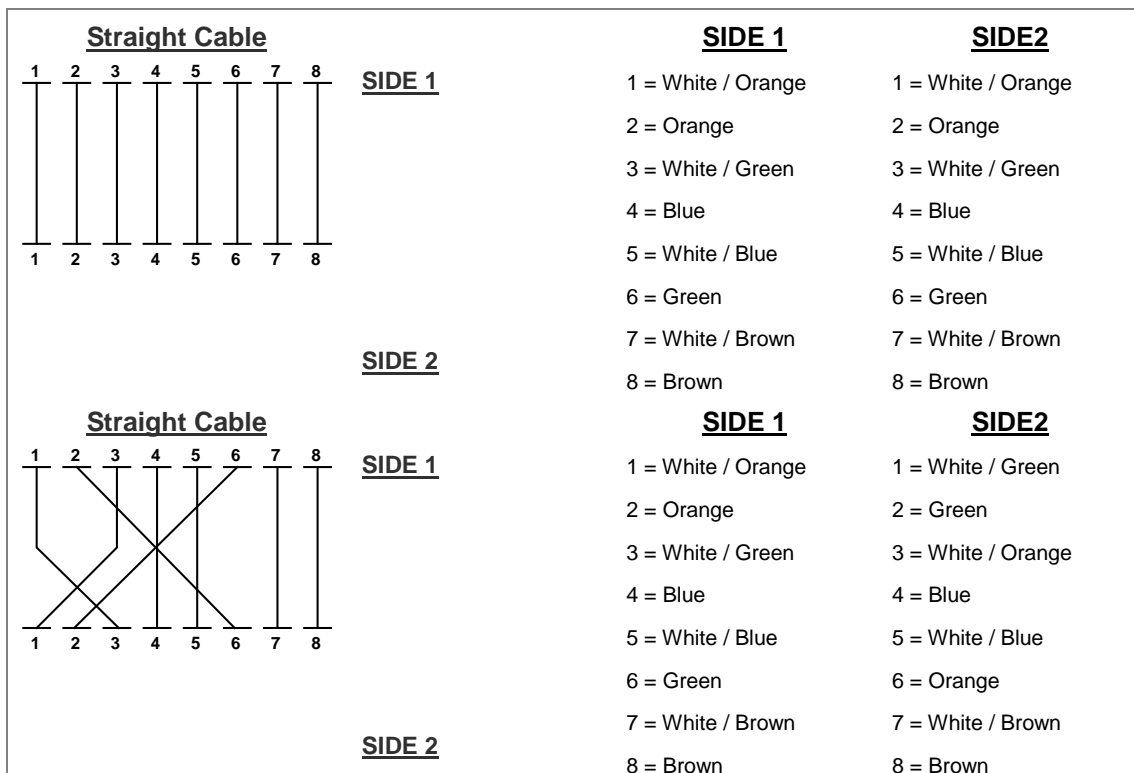 Straight Cable
1 2 3 4 5 6 7 8
SIDE 1
1 2 3 4 5 6 7 8
SIDE 2
SIDE 1 SIDE2
1 = White / Orange 1 = White / Orange
2 = Orange 2 = Orange
3 = White / Green 3 = White / Green
4 = Blue 4 = Blue
5 = White / Blue 5 = White / Blue
6 = Green 6 = Green
7 = White / Brown 7 = White / Brown
8 = Brown 8 = Brown
Straight Cable
1 2 3 4 5 6 7 8
SIDE 1
1 2 3 4 5 6 7 8
SIDE 2
SIDE 1 SIDE2
1 = White / Orange 1 = White / Green
2 = Orange 2 = Green
3 = White / Green 3 = White / Orange
4 = Blue 4 = Blue
5 = White / Blue 5 = White / Blue
6 = Green 6 = Orange
7 = White / Brown 7 = White / Brown
8 = Brown 8 = Brown